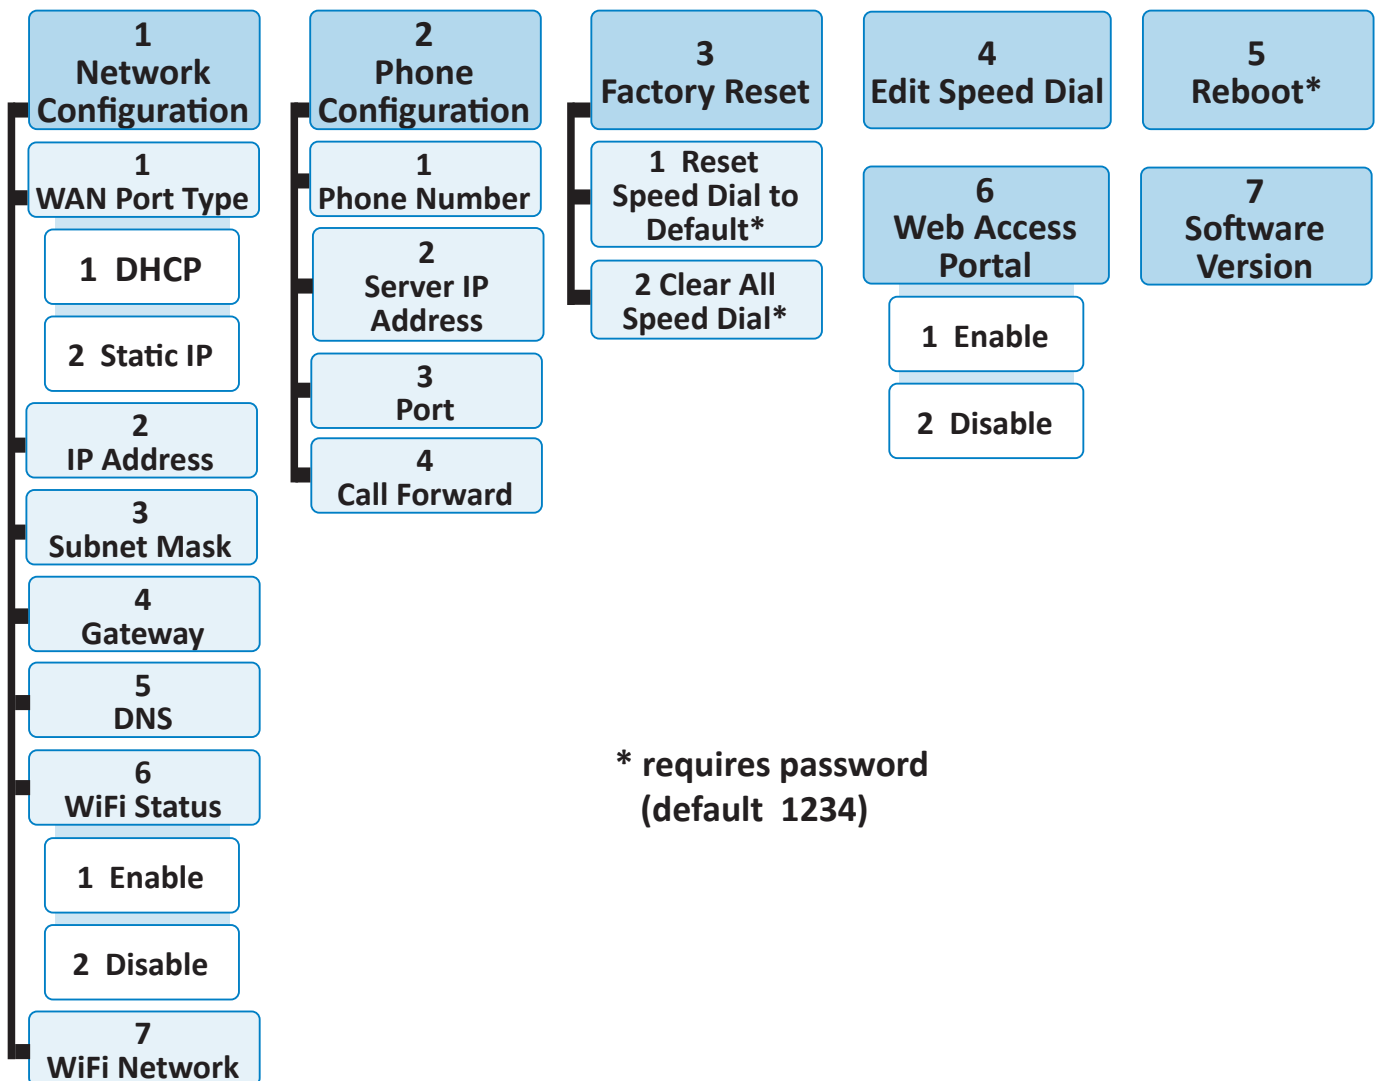 1
Network
Configuration
1
WAN Port Type
1 DHCP
2 Static IP
2
IP Address
3
Subnet Mask
4
Gateway
5
DNS
6
WiFi Status
1 Enable
2 Disable
7
WiFi Network
2
Phone
Configuration
1
Phone Number
2
Server IP
Address
3
Port
4
Call Forward
3
Factory Reset
1 Reset
Speed Dial to
Default*
2 Clear All
Speed Dial*
4
Edit Speed Dial
5
Reboot*
6
Web Access
Portal
1 Enable
2 Disable
7
Software
Version
* requires password
(default 1234)